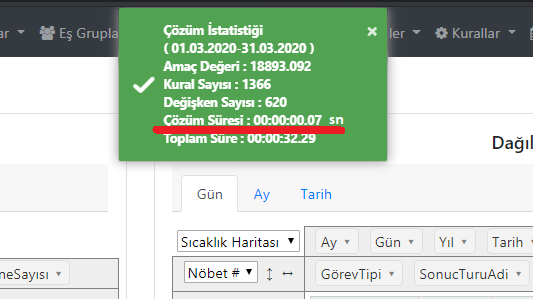 Çözüm İstatistiği
( 01.03.2020-31.03.2020 )
Amaç Değeri : 18893.092
Kural Sayısı : 1366
Değişken Sayısı : 620
Çözüm Süresi : 00:00:00.07 sn
Toplam Süre : 00:00:32.29
×
Eş Grupla
ler
Kurallar
Dağıl
Gün Ay Tarih
Sıcaklık Haritası Ay Gün Yıl Tarih
neSayısı Nöbet # ↕ ↔ GörevTipi SonucTuruAdi